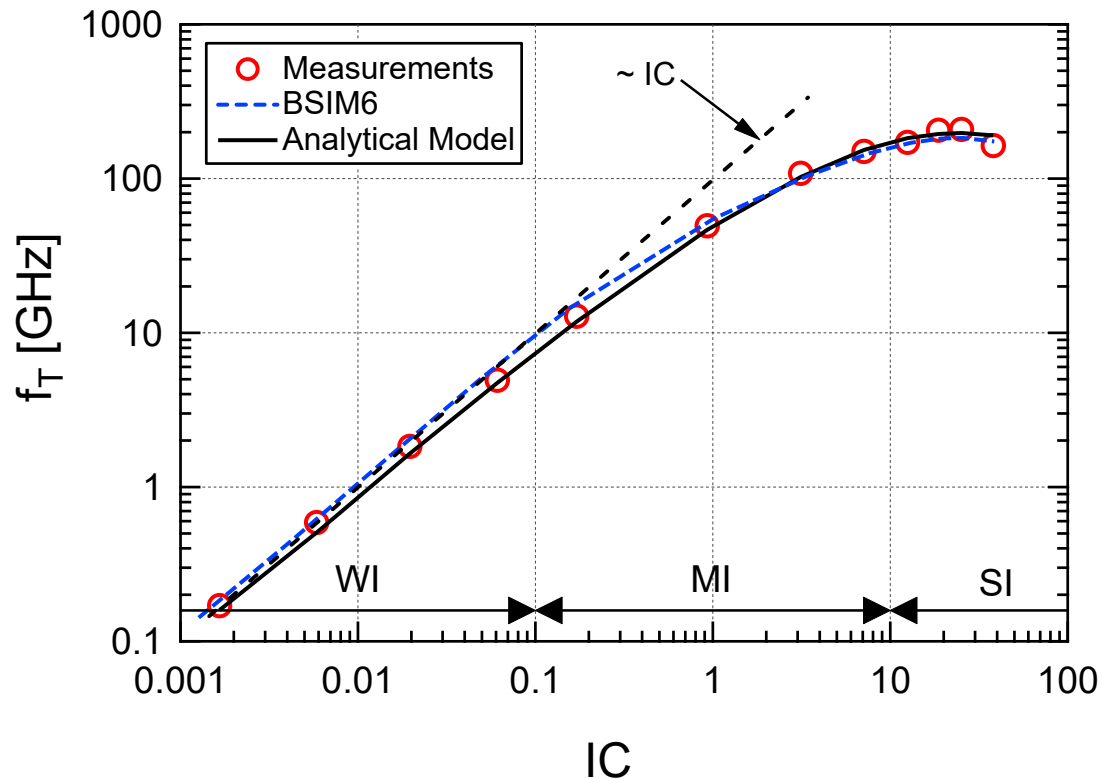 1000
100
10
1
0.1
f_T [GHz]
Measurements
BSIM6
Analytical Model
~ IC
WI
MI
SI
0.001
0.01
0.1
1
10
100
IC